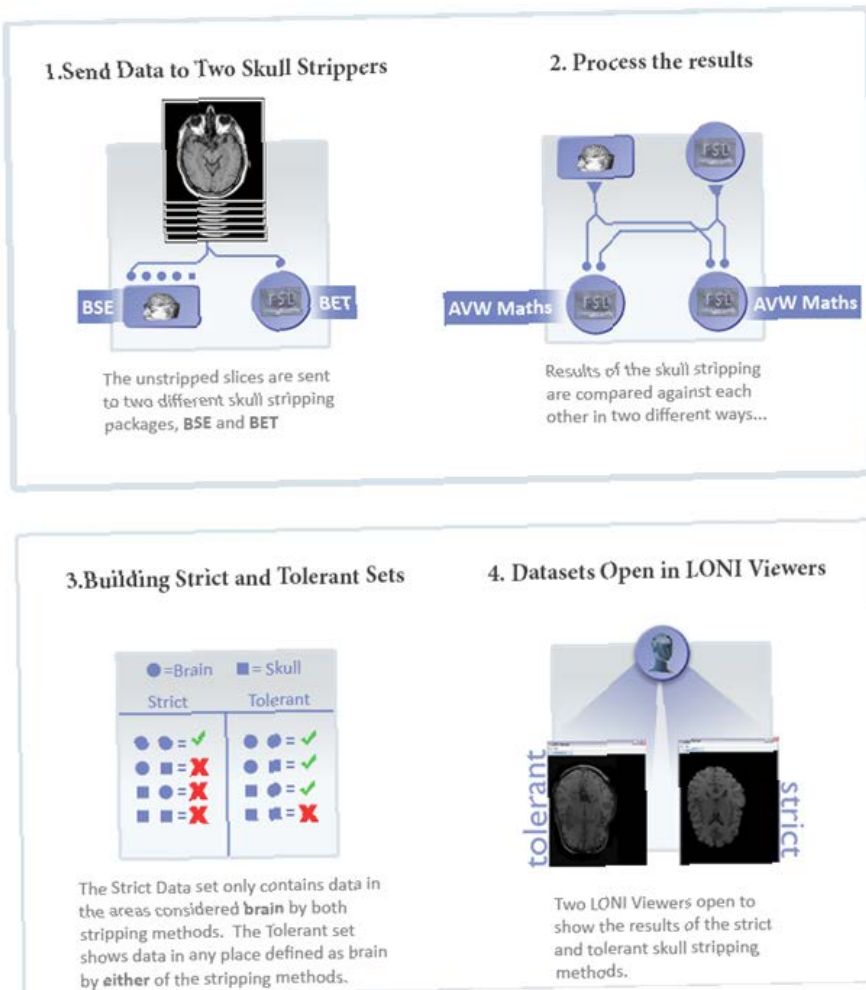 1.Send Data to Two Skull Strippers
BSE
FSL
BET
The unstripped slices are sent
to two different skull stripping
packages, BSE and BET
2. Process the results
FSL
AVW Maths
FSL
FSL
AVW Maths
Results of the skull stripping
are compared against each
other in two different ways...
3.Building Strict and Tolerant Sets
=Brain
= Skull
Strict
Tolerant
=
=
=
=
=
=
=
=
The Strict Data set only contains data in
the areas considered brain by both
stripping methods. The Tolerant set
shows data in any place defined as brain
by either of the stripping methods.
4. Datasets Open in LONI Viewers
tolerant
strict
Two LONI Viewers open to
show the results of the strict
and tolerant skull stripping
methods.